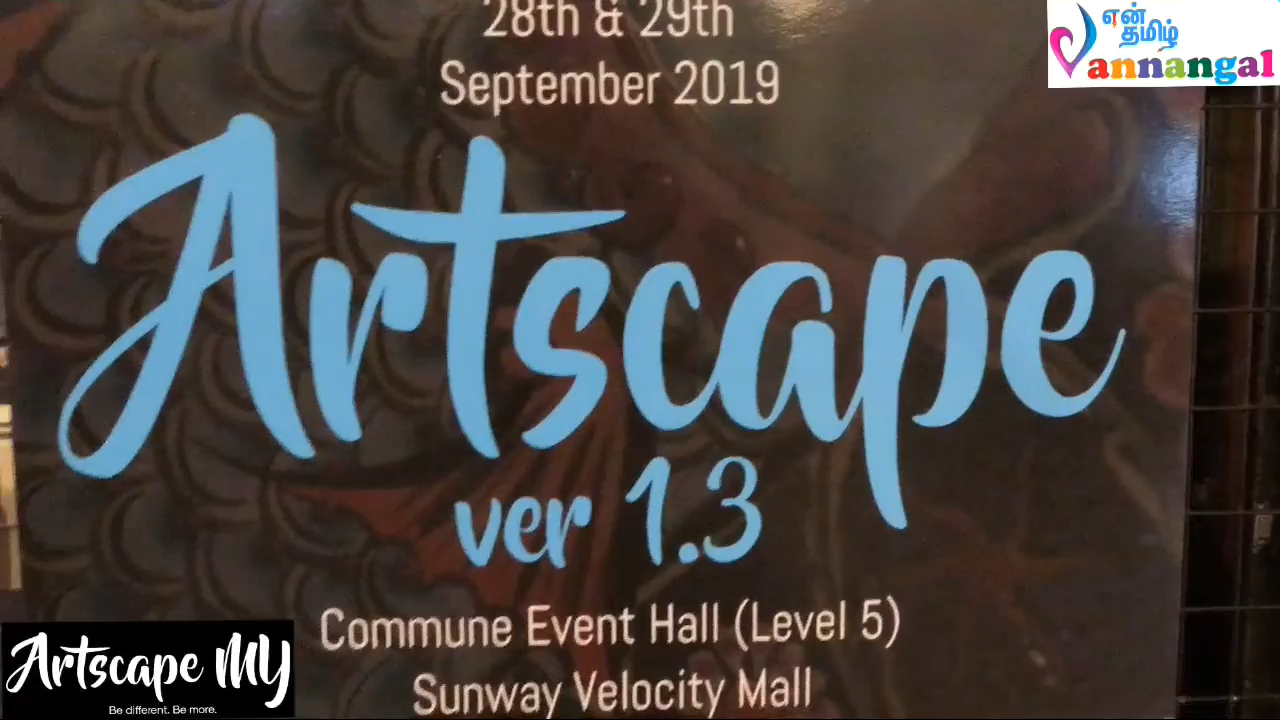 28th & 29th
September 2019
Artscape
ver 1.3
Commune Event Hall (Level 5)
Sunway Velocity Mall
என்
தமிழ்
Vannangal
Artscape MY
Be different. Be more.